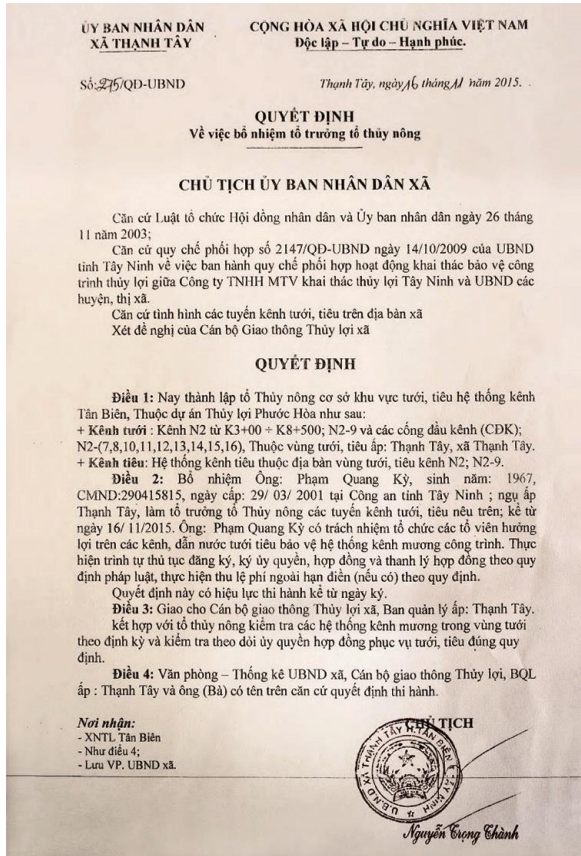 ỦY BAN NHÂN DÂN
XÃ THẠNH TÂY
CỘNG HÒA XÃ HỘI CHỦ NGHĨA VIỆT NAM
Độc lập – Tự do – Hạnh phúc.
Số:275/QĐ-UBND
Thạnh Tây, ngày 16 tháng 11 năm 2015.
QUYẾT ĐỊNH
Về việc bổ nhiệm tổ trưởng tổ thủy nông
CHỦ TỊCH ỦY BAN NHÂN DÂN XÃ
Căn cứ Luật tổ chức Hội đồng nhân dân và Ủy ban nhân dân ngày 26 tháng
11 năm 2003;
Căn cứ quy chế phối hợp số 2147/QĐ-UBND ngày 14/10/2009 của UBND
tỉnh Tây Ninh về việc ban hành quy chế phối hợp hoạt động khai thác bảo vệ công
trình thủy lợi giữa Công ty TNHH MTV khai thác thủy lợi Tây Ninh và UBND các
huyện, thị xã.
Căn cứ tình hình các tuyến kênh tưới, tiêu trên địa bàn xã
Xét đề nghị của Cán bộ Giao thông Thủy lợi xã
QUYẾT ĐỊNH
Điều 1: Nay thành lập tổ Thủy nông cơ sở khu vực tưới, tiêu hệ thống kênh
Tân Biên, Thuộc dự án Thủy lợi Phước Hòa như sau:
+ Kênh tưới : Kênh N2 từ K3+00 ÷ K8+500; N2-9 và các cống đầu kênh (CĐK);
N2-(7,8,10,11,12,13,14,15,16), Thuộc vùng tưới, tiêu ấp: Thạnh Tây, xã Thạnh Tây.
+ Kênh tiêu: Hệ thống kênh tiêu thuộc địa bàn vùng tưới, tiêu kênh N2; N2-9.
Điều 2: Bổ nhiệm Ông: Phạm Quang Kỳ, sinh năm: 1967,
CMND:290415815, ngày cấp: 29/ 03/ 2001 tại Công an tỉnh Tây Ninh ; ngụ ấp
Thạnh Tây, làm tổ trưởng tổ Thủy nông các tuyến kênh tưới, tiêu nêu trên; kể từ
ngày 16/ 11/2015. Ông: Phạm Quang Kỳ có trách nhiệm tổ chức các tổ viên hưởng
lợi trên các kênh, dẫn nước tưới tiêu bảo vệ hệ thống kênh mương công trình. Thực
hiện trình tự thủ tục đăng ký, ký ủy quyền, hợp đồng và thanh lý hợp đồng theo quy
định pháp luật, thực hiện thu lệ phí ngoài hạn điền (nếu có) theo quy định.
Quyết định này có hiệu lực thi hành kể từ ngày ký.
Điều 3: Giao cho Cán bộ giao thông Thủy lợi xã, Ban quản lý ấp: Thạnh Tây.
kết hợp với tổ thủy nông kiểm tra các hệ thống kênh mương trong vùng tưới
theo định kỳ và kiểm tra theo dõi ủy quyền hợp đồng phục vụ tưới, tiêu đúng quy
định.
Điều 4: Văn phòng – Thống kê UBND xã, Cán bộ giao thông Thủy lợi, BQL
ấp : Thạnh Tây và ông (Bà) có tên trên căn cứ quyết định thi hành.
Nơi nhận:
- XNTL Tân Biên
- Như điều 4;
- Lưu VP. UBND xã.
CHỦ TỊCH
U.B.N.D XÃ THẠNH TÂY H.TÂN BIÊN T.TÂY NINH
Nguyễn Trọng Thành